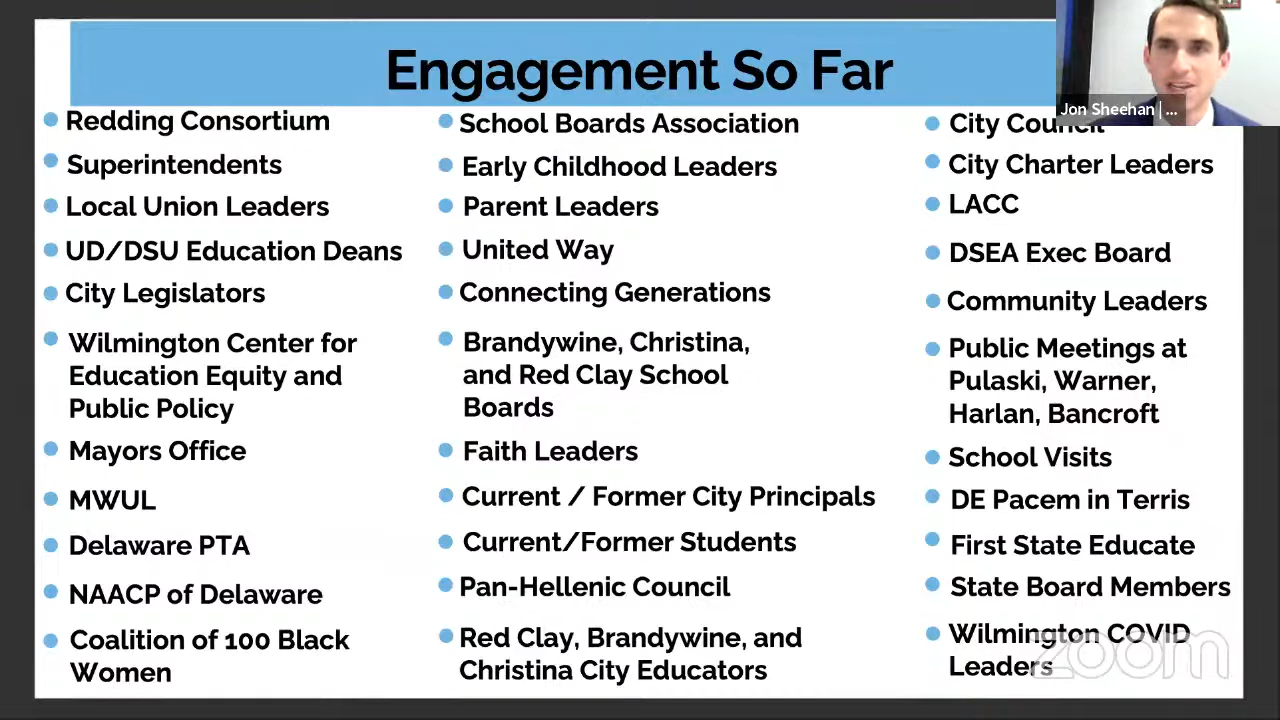 Engagement So Far
Jon Sheehan | ...
Redding Consortium
Superintendents
Local Union Leaders
UD/DSU Education Deans
City Legislators
Wilmington Center for
Education Equity and
Public Policy
Mayors Office
MWUL
Delaware PTA
NAACP of Delaware
Coalition of 100 Black
Women
School Boards Association
Early Childhood Leaders
Parent Leaders
United Way
Connecting Generations
Brandywine, Christina,
and Red Clay School
Boards
Faith Leaders
Current / Former City Principals
Current/Former Students
Pan-Hellenic Council
Red Clay, Brandywine, and
Christina City Educators
City Council
City Charter Leaders
LACC
DSEA Exec Board
Community Leaders
Public Meetings at
Pulaski, Warner,
Harlan, Bancroft
School Visits
DE Pacem in Terris
First State Educate
State Board Members
Wilmington COVID
Leaders
zoom